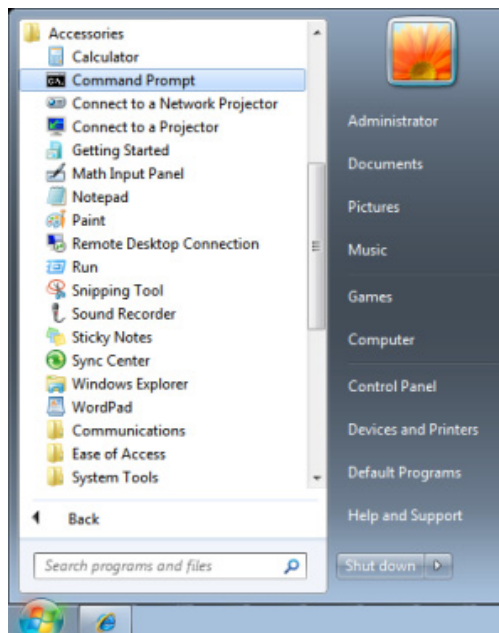 Accessories
Calculator
Command Prompt
Connect to a Network Projector
Connect to a Projector
Getting Started
Math Input Panel
Notepad
Paint
Remote Desktop Connection
Run
Snipping Tool
Sound Recorder
Sticky Notes
Sync Center
Windows Explorer
WordPad
Communications
Ease of Access
System Tools
Back
Search programs and files
Administrator
Documents
Pictures
Music
Games
Computer
Control Panel
Devices and Printers
Default Programs
Help and Support
Shut down